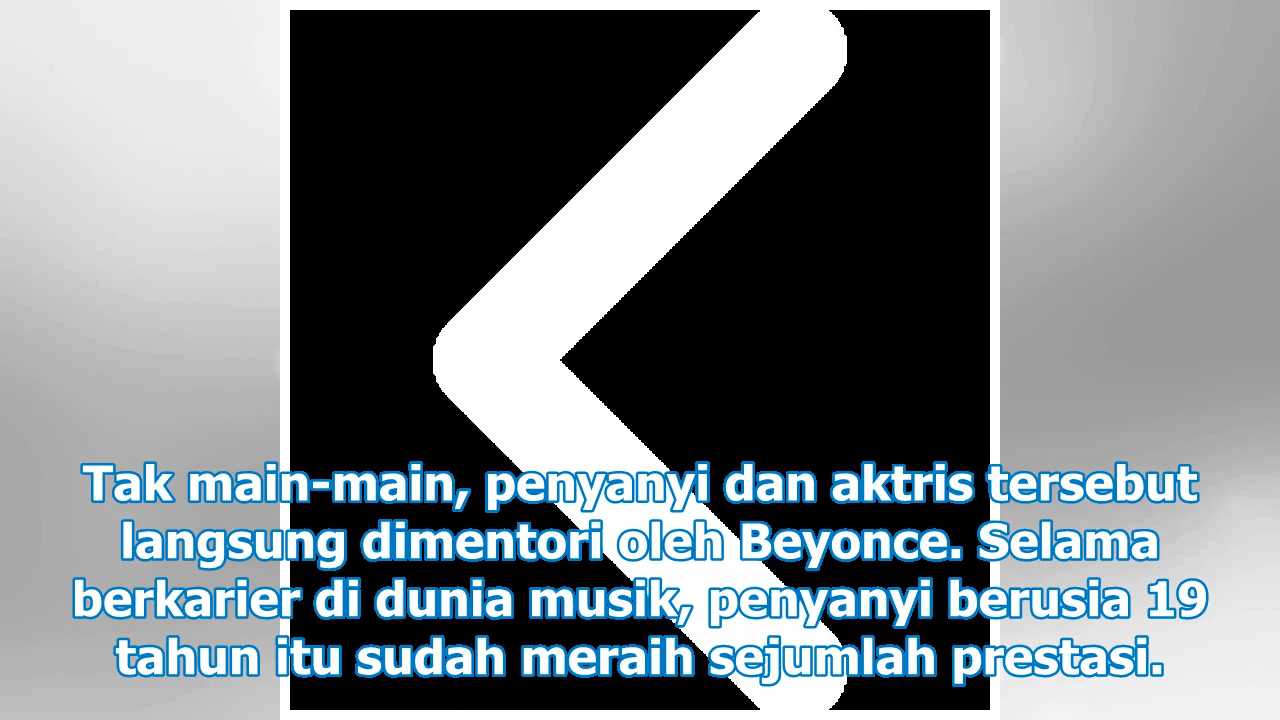 Tak main-main, penyanyi dan aktris tersebut
langsung dimentori oleh Beyonce. Selama
berkarier di dunia musik, penyanyi berusia 19
tahun itu sudah meraih sejumlah prestasi.